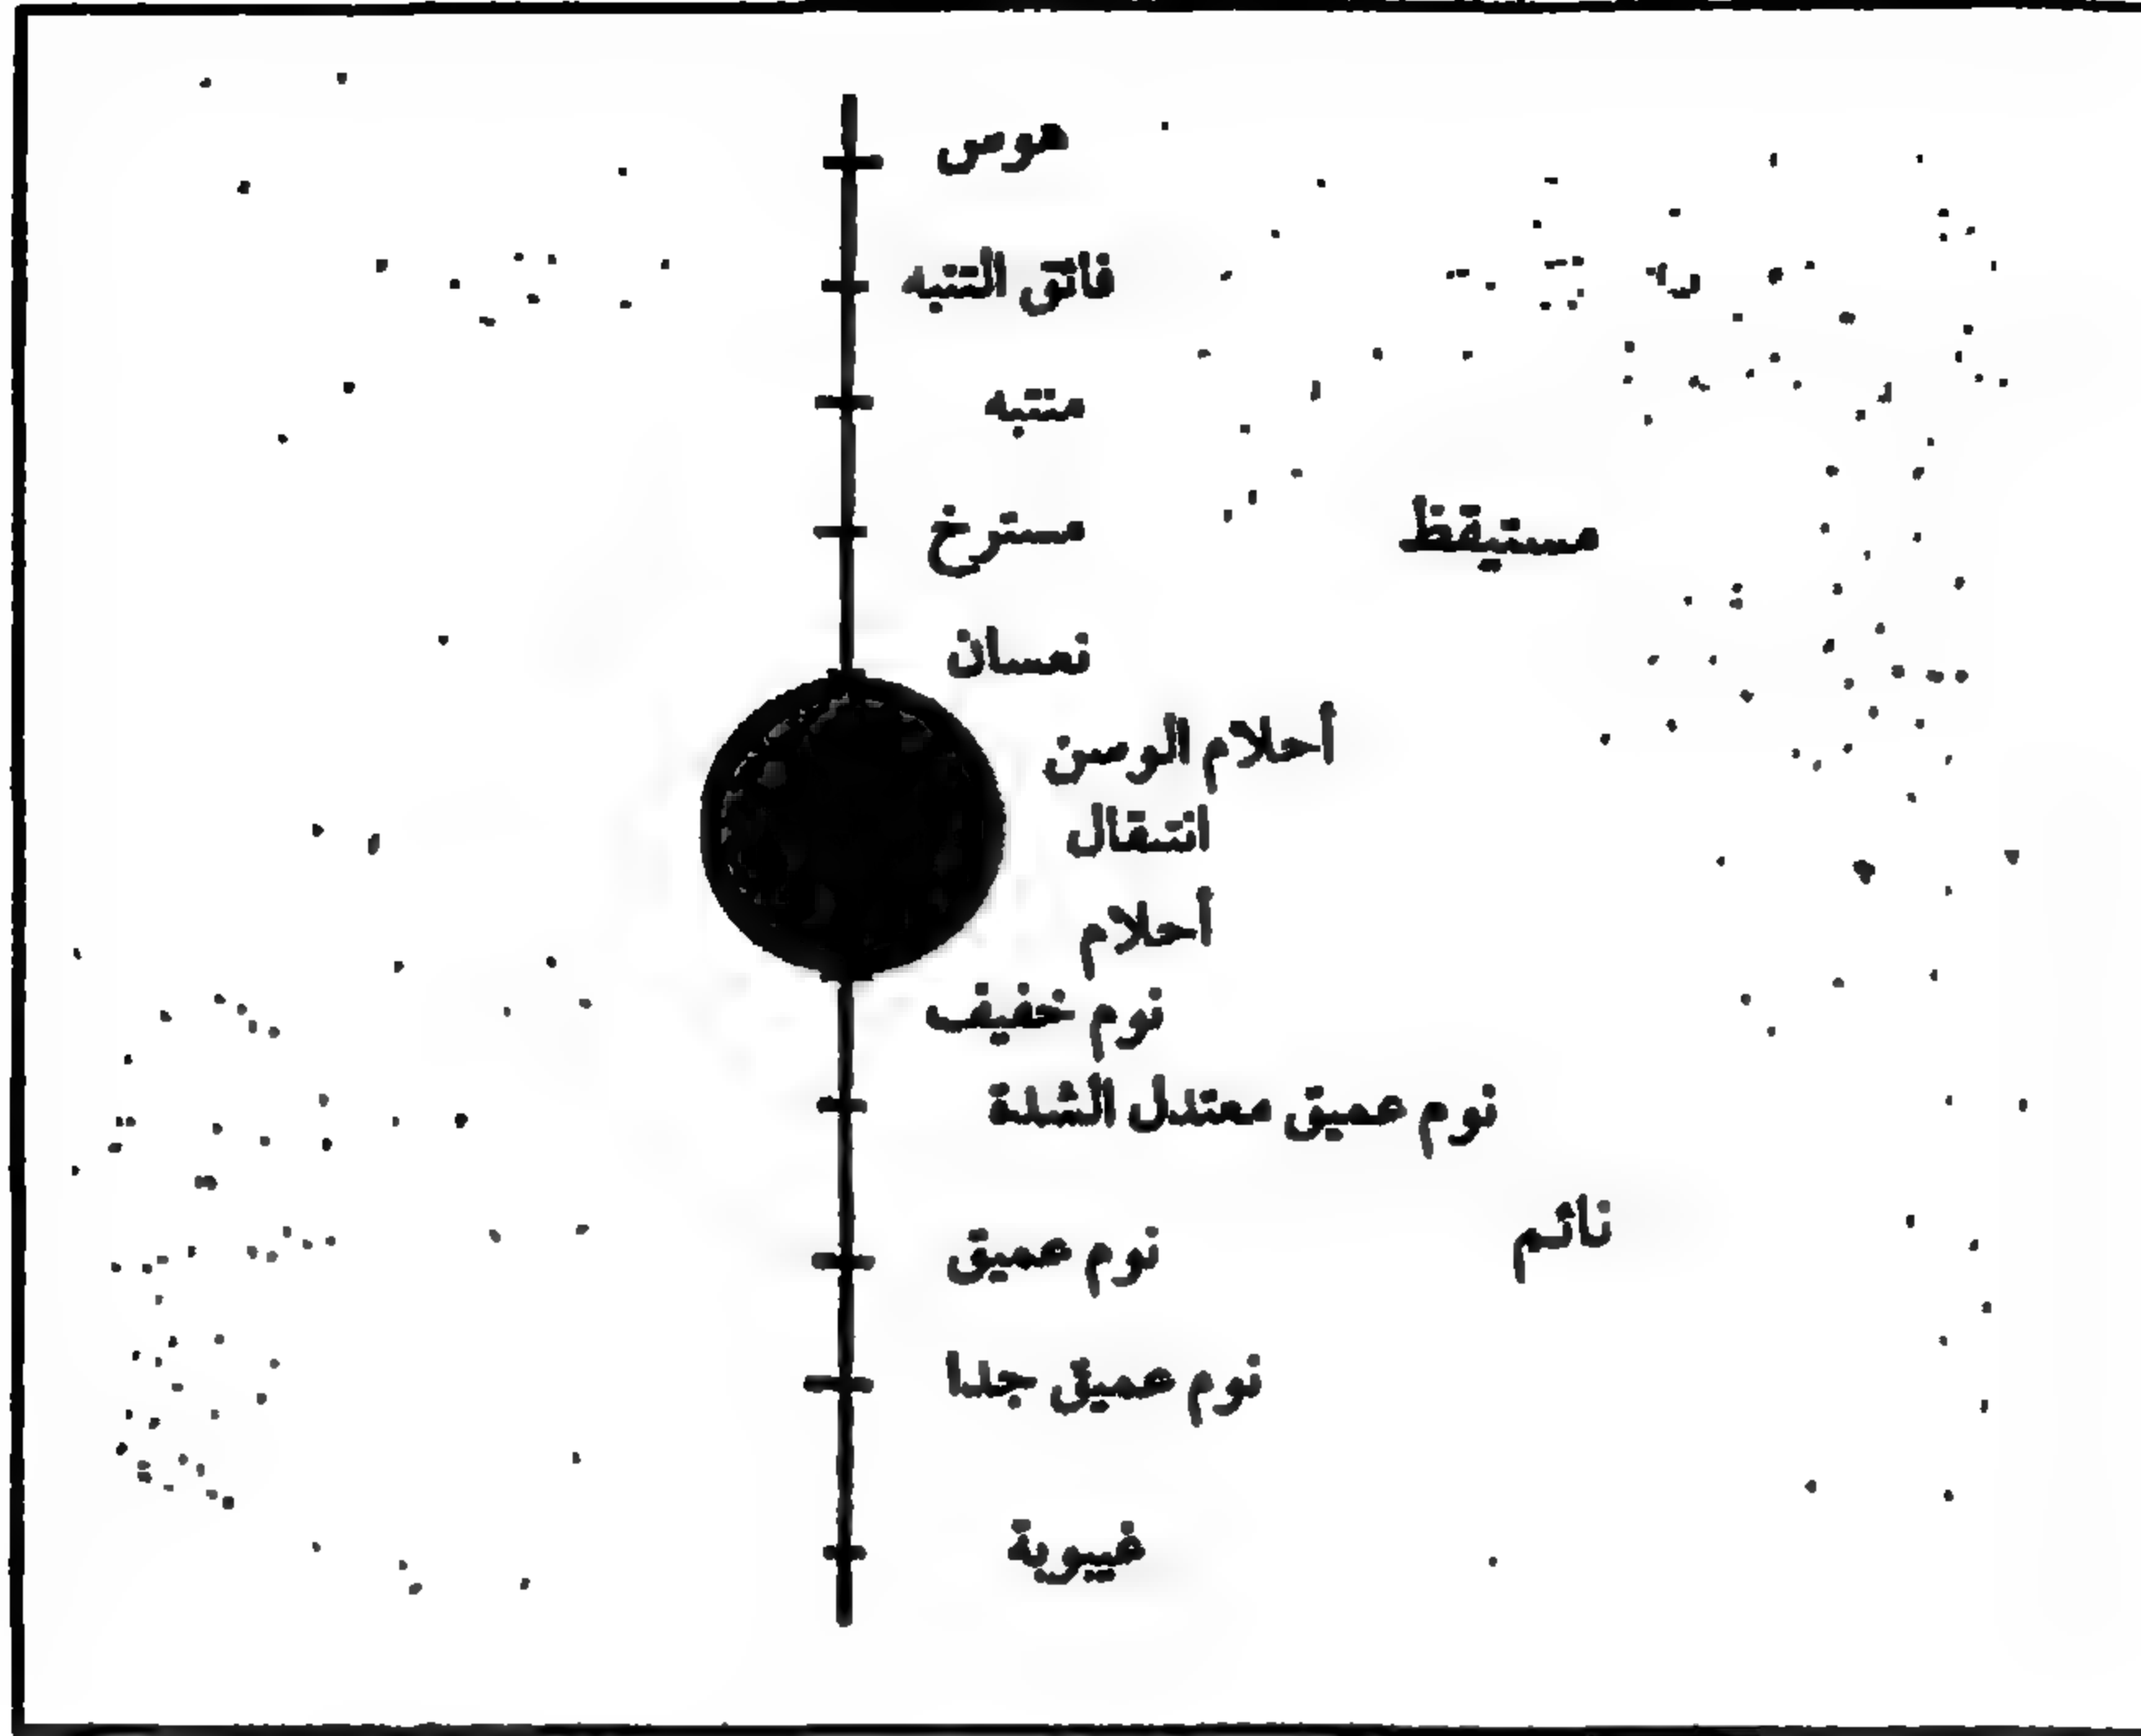 هوس
فائق التنبه
متنبه
مسترخ
مستيقظ
نعسان
أحلام الوسن
انتقال
أحلام
نوم خفيف
نوم عميق معتدل الشدة
نائم
نوم عميق
نوم عميق جدا
غيبوبة